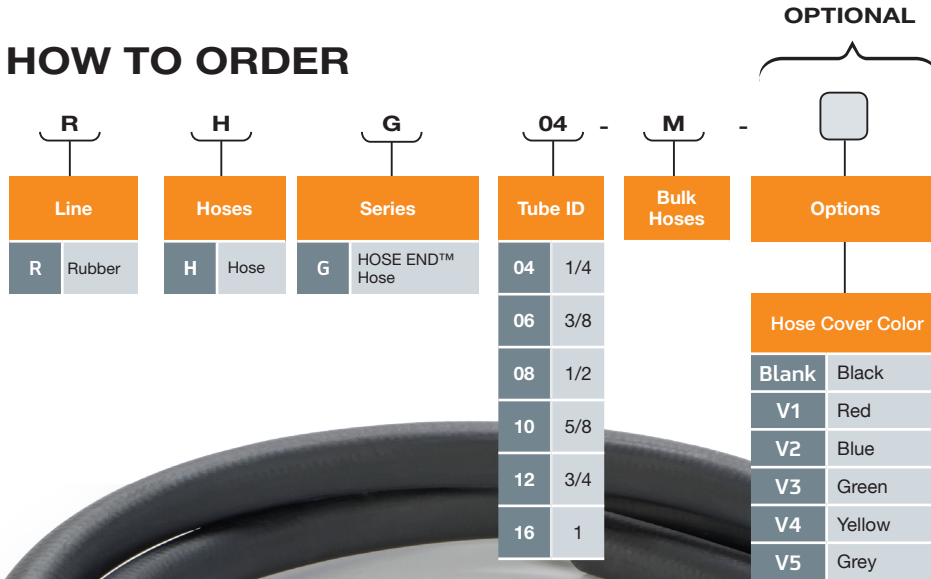 OPTIONAL
HOW TO ORDER
R H G 04 - M -
Line
Hoses
Series
Tube ID
Bulk
Hoses
Options
R Rubber
H Hose
G HOSE END™
Hose
04 1/4
06 3/8
08 1/2
10 5/8
12 3/4
16 1
Hose Cover Color
Blank Black
V1 Red
V2 Blue
V3 Green
V4 Yellow
V5 Grey